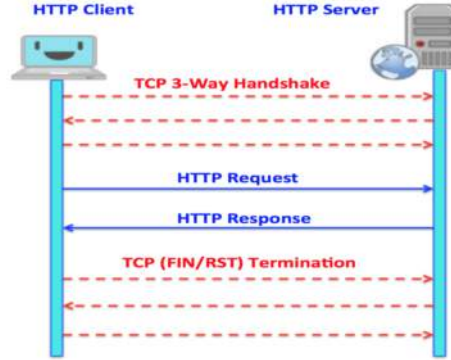 HTTP Client
HTTP Server
TCP 3-Way Handshake
HTTP Request
HTTP Response
TCP (FIN/RST) Termination